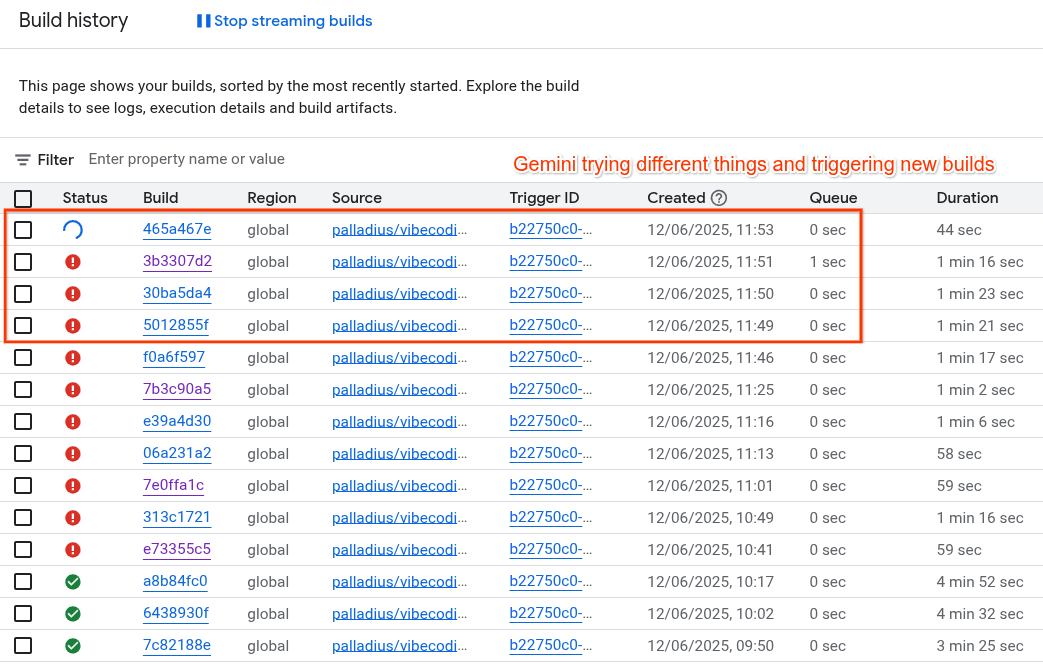 Build history Stop streaming builds
This page shows your builds, sorted by the most recently started. Explore the build
details to see logs, execution details and build artifacts.
Filter Enter property name or value
Gemini trying different things and triggering new builds
Status Build Region Source Trigger ID Created ? Queue Duration
465a467e global palladius/vibecodi... b22750c0-... 12/06/2025, 11:53 0 sec 44 sec
3b3307d2 global palladius/vibecodi... b22750c0-... 12/06/2025, 11:51 1 sec 1 min 16 sec
30ba5da4 global palladius/vibecodi... b22750c0-... 12/06/2025, 11:50 0 sec 1 min 23 sec
5012855f global palladius/vibecodi... b22750c0-... 12/06/2025, 11:49 0 sec 1 min 21 sec
f0a6f597 global palladius/vibecodi... b22750c0-... 12/06/2025, 11:46 0 sec 1 min 17 sec
7b3c90a5 global palladius/vibecodi... b22750c0-... 12/06/2025, 11:25 0 sec 1 min 2 sec
e39a4d30 global palladius/vibecodi... b22750c0-... 12/06/2025, 11:16 0 sec 1 min 6 sec
06a231a2 global palladius/vibecodi... b22750c0-... 12/06/2025, 11:13 0 sec 58 sec
7e0ffa1c global palladius/vibecodi... b22750c0-... 12/06/2025, 11:01 0 sec 59 sec
313c1721 global palladius/vibecodi... b22750c0-... 12/06/2025, 10:49 0 sec 1 min 16 sec
e73355c5 global palladius/vibecodi... b22750c0-... 12/06/2025, 10:41 0 sec 59 sec
a8b84fc0 global palladius/vibecodi... b22750c0-... 12/06/2025, 10:17 0 sec 4 min 52 sec
6438930f global palladius/vibecodi... b22750c0-... 12/06/2025, 10:02 0 sec 4 min 32 sec
7c82188e global palladius/vibecodi... b22750c0-... 12/06/2025, 09:50 0 sec 3 min 25 sec